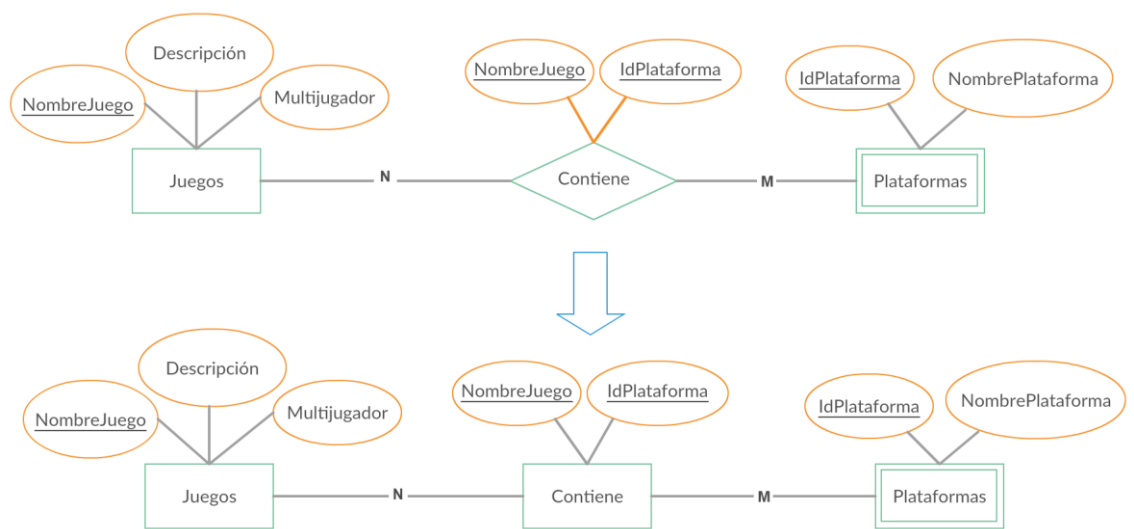 Descripción
NombreJuego
Multijugador
NombreJuego
IdPlataforma
IdPlataforma
NombrePlataforma
Juegos
N
Contiene
M
Plataformas
Descripción
NombreJuego
Multijugador
NombreJuego
IdPlataforma
IdPlataforma
NombrePlataforma
Juegos
N
Contiene
M
Plataformas